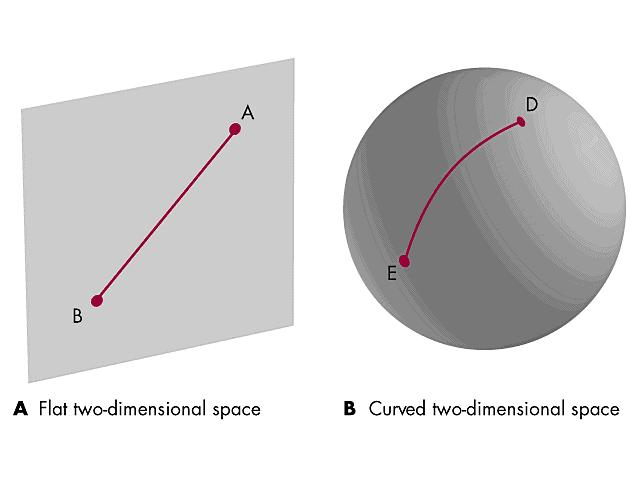 A
B
D
E
A Flat two-dimensional space
B Curved two-dimensional space